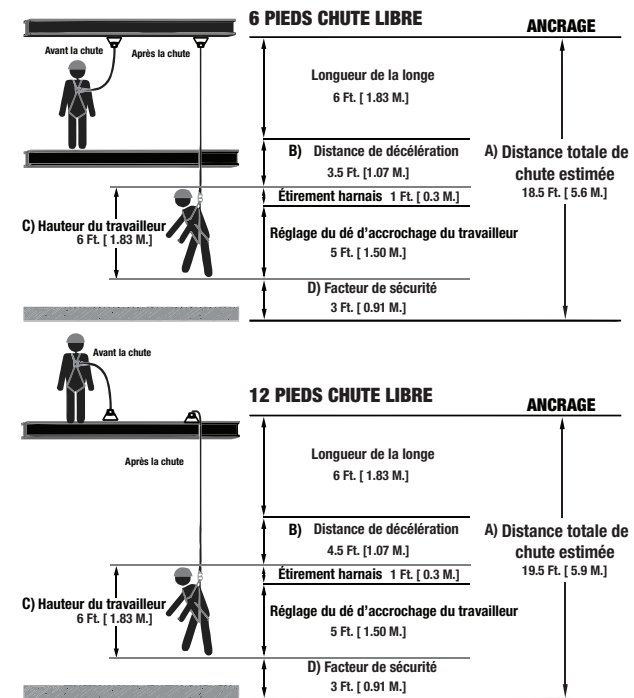 6 PIEDS CHUTE LIBRE
ANCRAGE
Avant la chute
Après la chute
Longueur de la longe
6 Ft. [ 1.83 M.]
B) Distance de décélération
3.5 Ft. [1.07 M.]
A) Distance totale de
chute estimée
18.5 Ft. [ 5.6 M.]
Étirement harnais 1 Ft. [ 0.3 M.]
C) Hauteur du travailleur
6 Ft. [ 1.83 M.]
Réglage du dé d'accrochage du travailleur
5 Ft. [ 1.50 M.]
D) Facteur de sécurité
3 Ft. [ 0.91 M.]
Avant la chute
12 PIEDS CHUTE LIBRE
ANCRAGE
Après la chute
Longueur de la longe
6 Ft. [ 1.83 M.]
B) Distance de décélération
4.5 Ft. [1.07 M.]
A) Distance totale de
chute estimée
19.5 Ft. [ 5.9 M.]
Étirement harnais 1 Ft. [ 0.3 M.]
C) Hauteur du travailleur
6 Ft. [ 1.83 M.]
Réglage du dé d'accrochage du travailleur
5 Ft. [ 1.50 M.]
D) Facteur de sécurité
3 Ft. [ 0.91 M.]